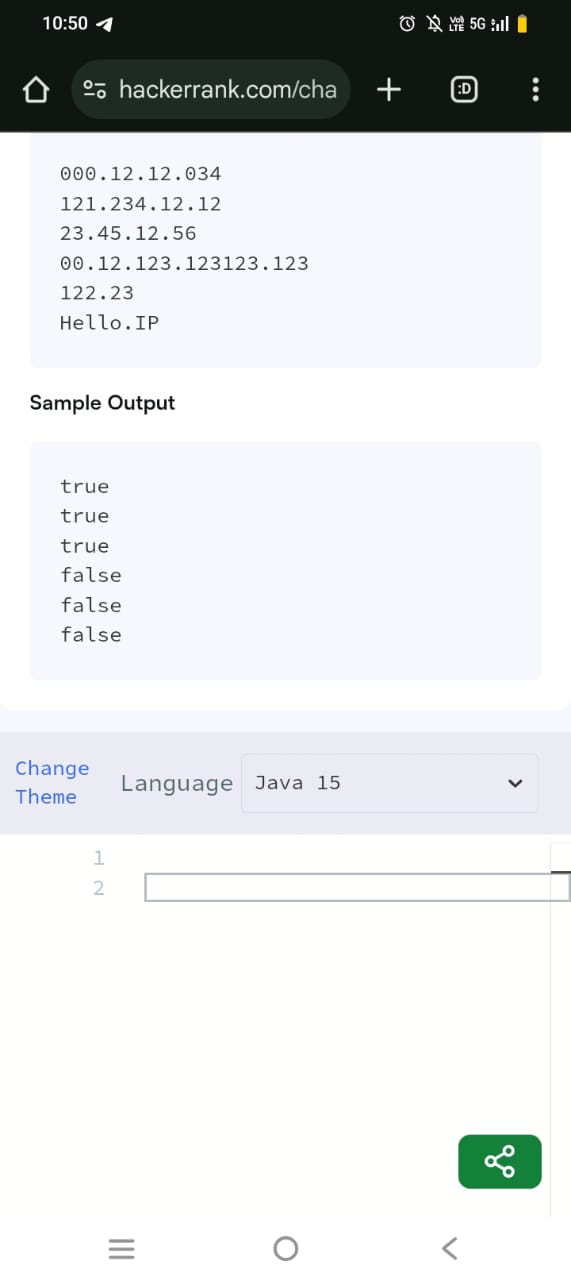 10:50
Vo)) LTE 5G
hackerrank.com/cha
:D
000.12.12.034
121.234.12.12
23.45.12.56
00.12.123.123123.123
122.23
Hello.IP
Sample Output
true
true
true
false
false
false
Change Theme
Language
Java 15
1
2